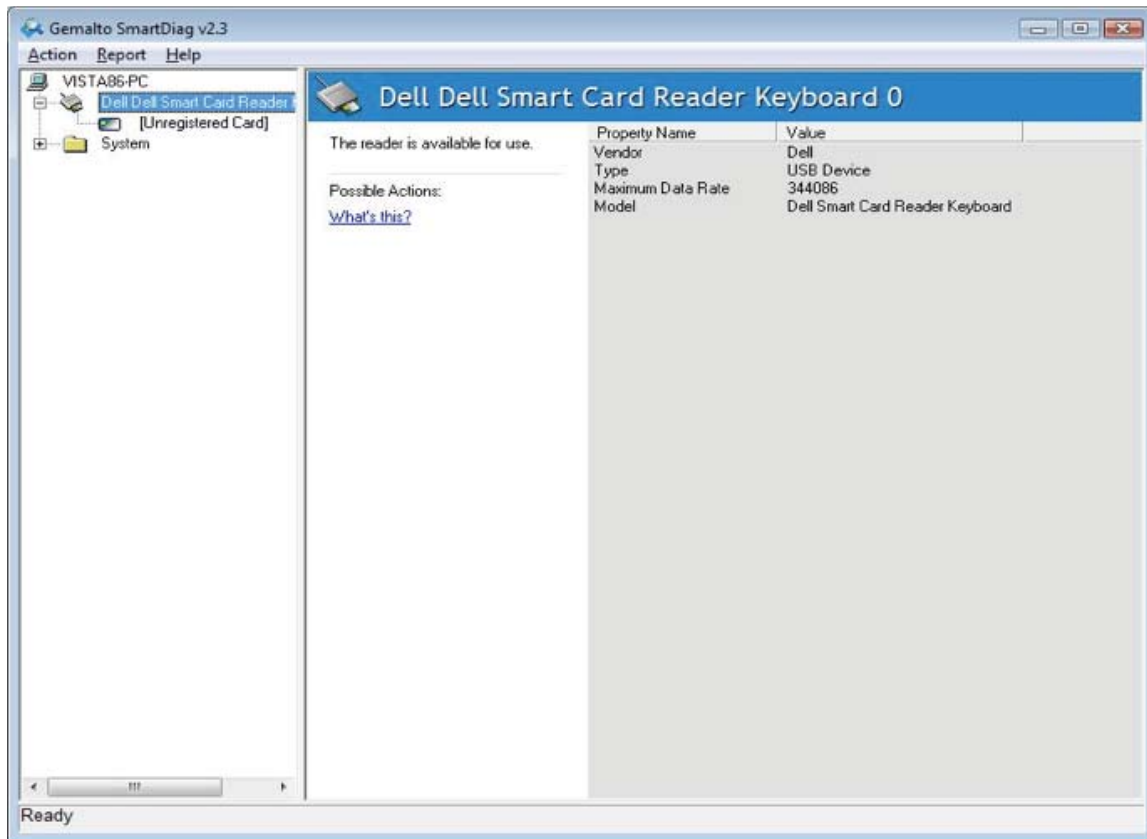 Gemalto SmartDiag v2.3
Action Report Help
VISTA86-PC
Dell Dell Smart Card Reader
[Unregistered Card]
System
Dell Dell Smart Card Reader Keyboard 0
The reader is available for use.
Possible Actions:
What's this?
Property Name Value
Vendor Dell
Type USB Device
Maximum Data Rate 344086
Model Dell Smart Card Reader Keyboard
Ready